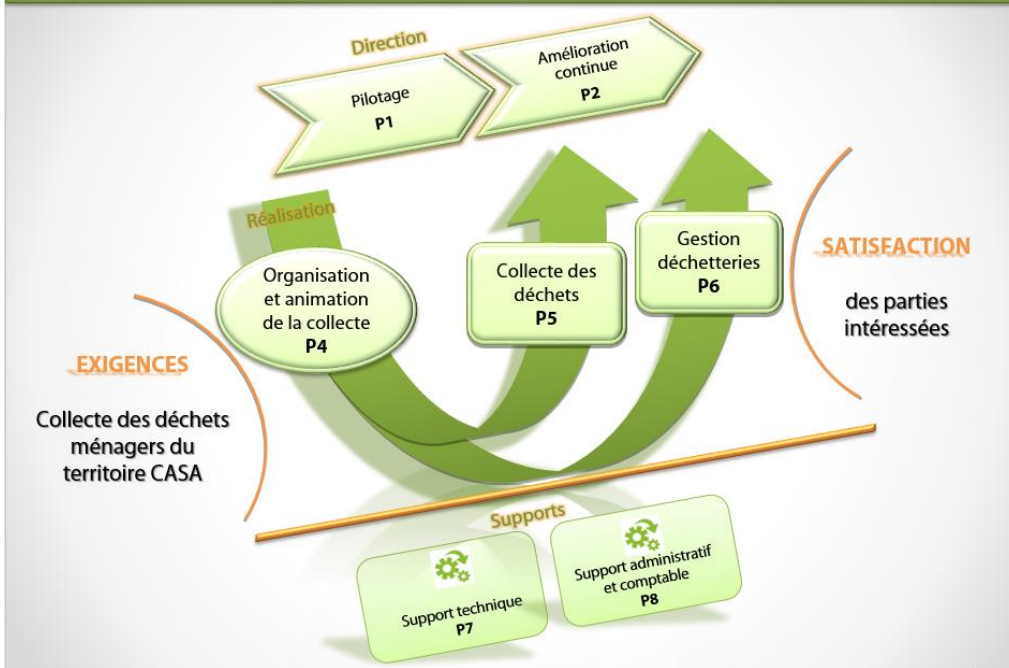 Direction
Pilotage
P1
Amélioration
continue
P2
Réalisation
Organisation
et animation
de la collecte
P4
Collecte des
déchets
P5
Gestion
déchetteries
P6
EXIGENCES
Collecte des déchets
ménagers du
territoire CASA
SATISFACTION
des parties
intéressées
Supports
Support technique
P7
Support administratif
et comptable
P8